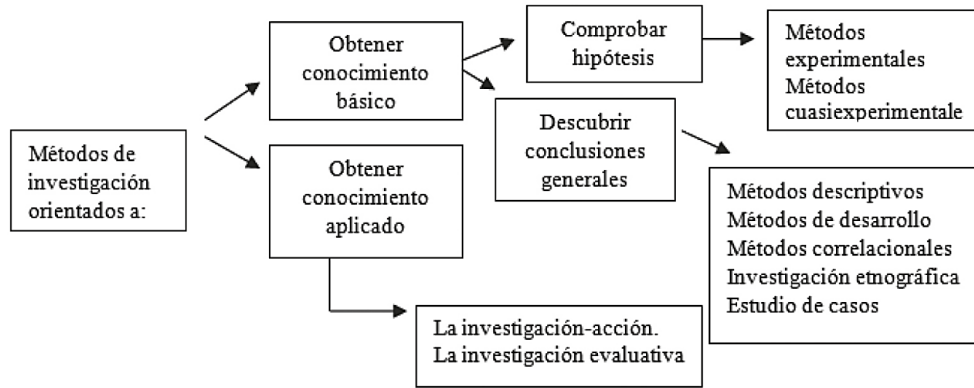 Métodos de
investigación
orientados a:
Obtener
conocimiento
básico
Obtener
conocimiento
aplicado
Comprobar
hipótesis
Descubrir
conclusiones
generales
Métodos
experimentales
Métodos
cuasiexperimentale
Métodos descriptivos
Métodos de desarrollo
Métodos correlacionales
Investigación etnográfica
Estudio de casos
La investigación-acción.
La investigación evaluativa